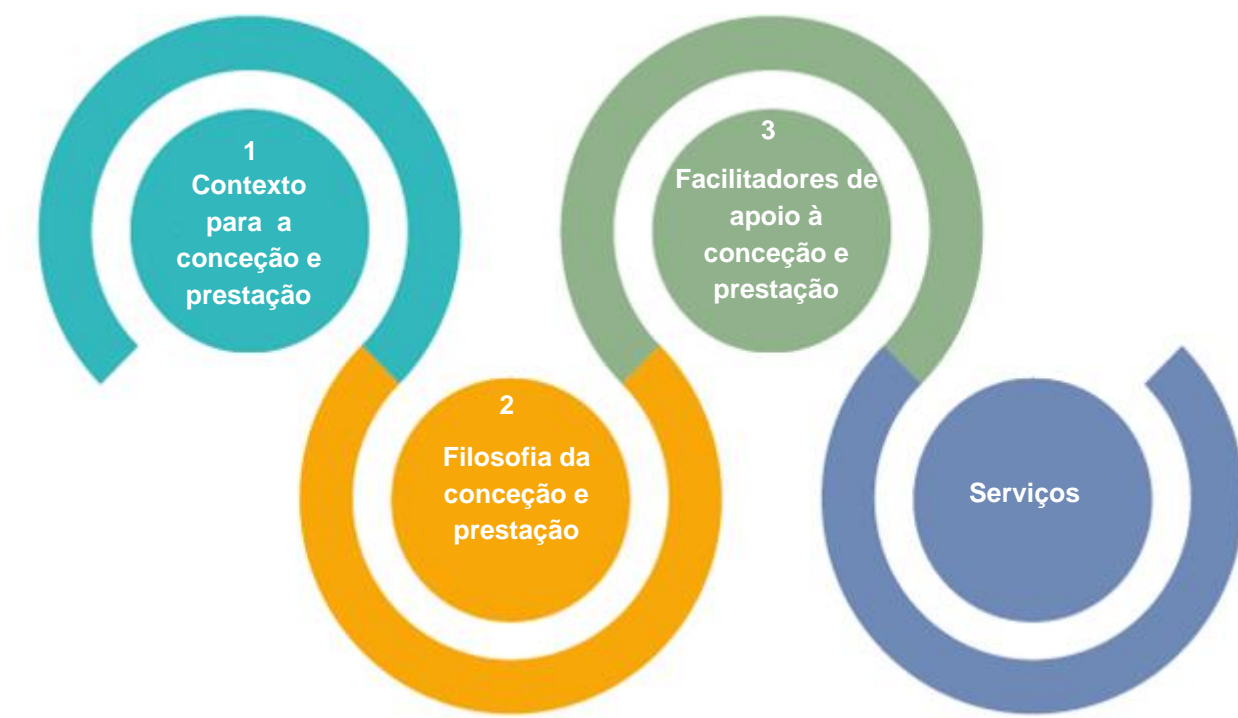 1
Contexto
para a
conceção e
prestação
2
Filosofia da
conceção e
prestação
3
Facilitadores de
apoio à
conceção e
prestação
Serviços